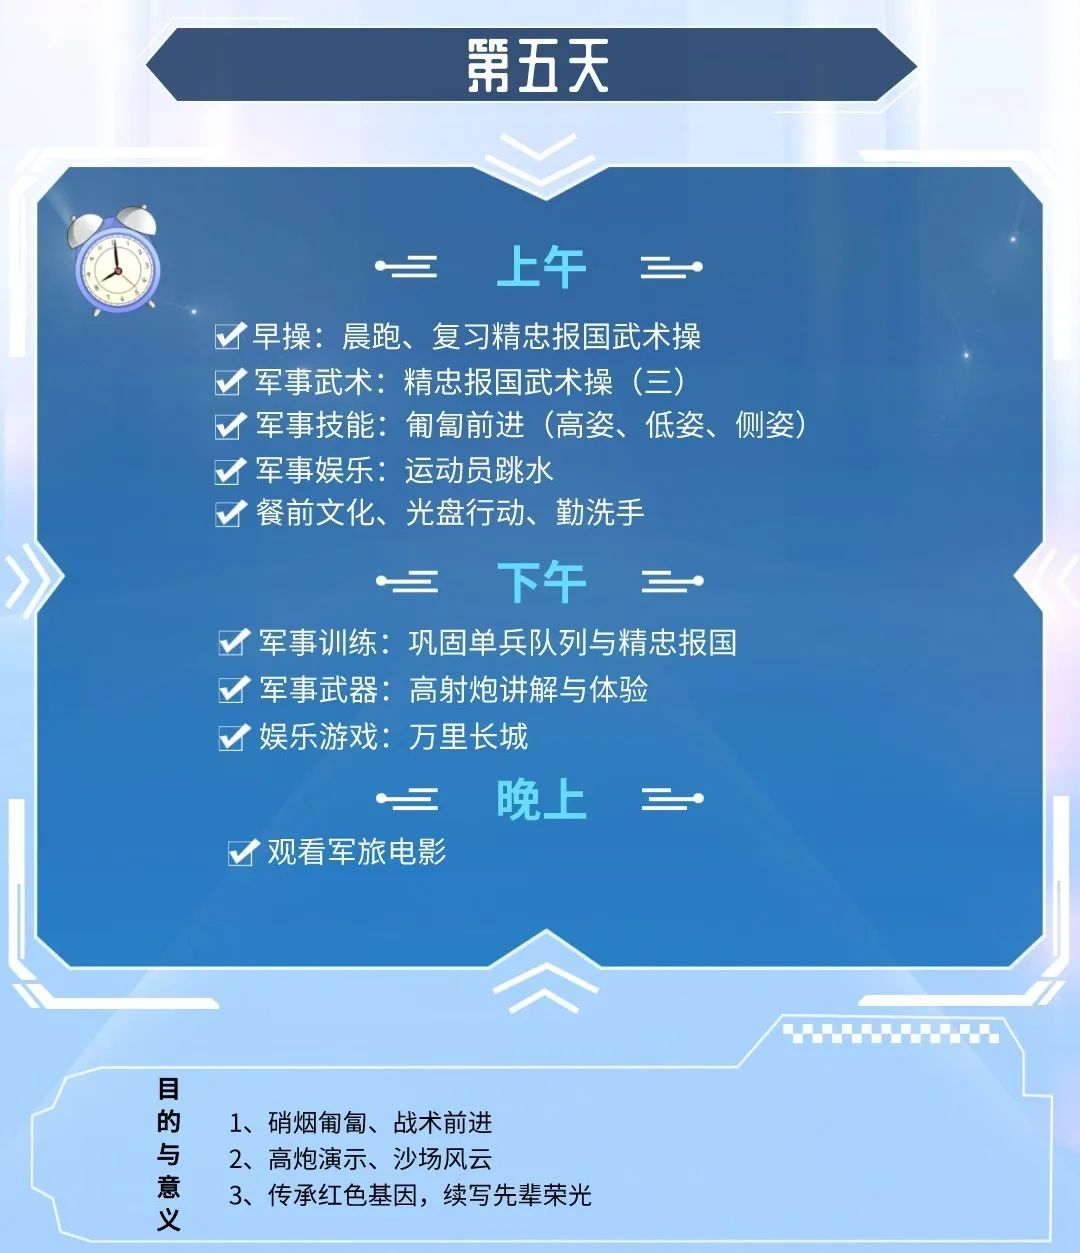 第五天
上午
早操：晨跑、复习精忠报国武术操
军事武术：精忠报国武术操（三）
军事技能：匍匐前进（高姿、低姿、侧姿）
军事娱乐：运动员跳水
餐前文化、光盘行动、勤洗手
下午
军事训练：巩固单兵队列与精忠报国
军事武器：高射炮讲解与体验
娱乐游戏：万里长城
晚上
观看军旅电影
目的与意义
1、硝烟匍匐、战术前进
2、高炮演示、沙场风云
3、传承红色基因，续写先辈荣光